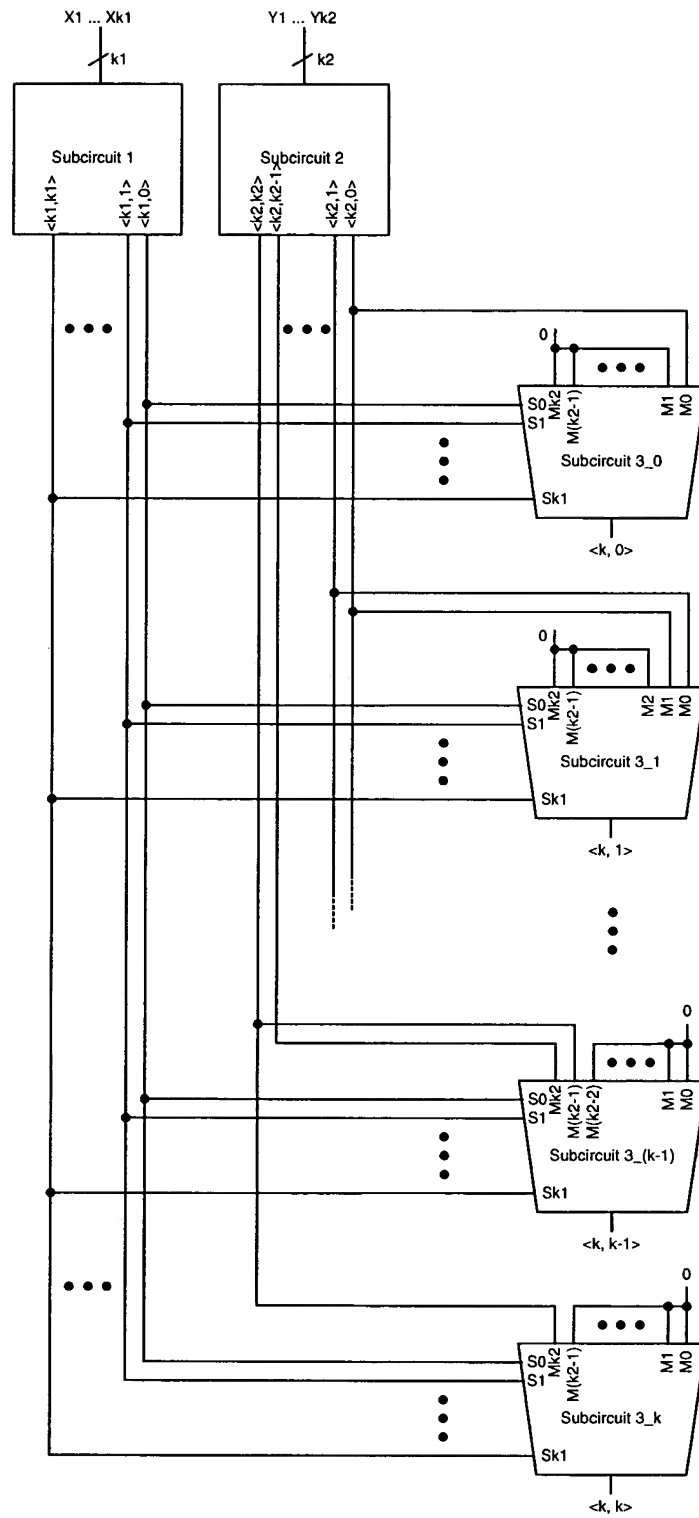 X1 ... Xk1
Y1 ... Yk2
k1
k2
Subcircuit 1
Subcircuit 2
<k1,k1>
<k1,1>
<k1,0>
<k2,k2>
<k2,k2-1>
<k2,1>
<k2,0>
0
Mk2
M(k2-1)
M1
M0
S0
S1
Subcircuit 3_0
Sk1
<k, 0>
0
Mk2
M(k2-1)
M2
M1
M0
S0
S1
Subcircuit 3_1
Sk1
<k, 1>
0
Mk2
M(k2-1)
M(k2-2)
M1
M0
S0
S1
Subcircuit 3_(k-1)
Sk1
<k, k-1>
0
Mk2
M(k2-1)
M1
M0
S0
S1
Subcircuit 3_k
Sk1
<k, k>